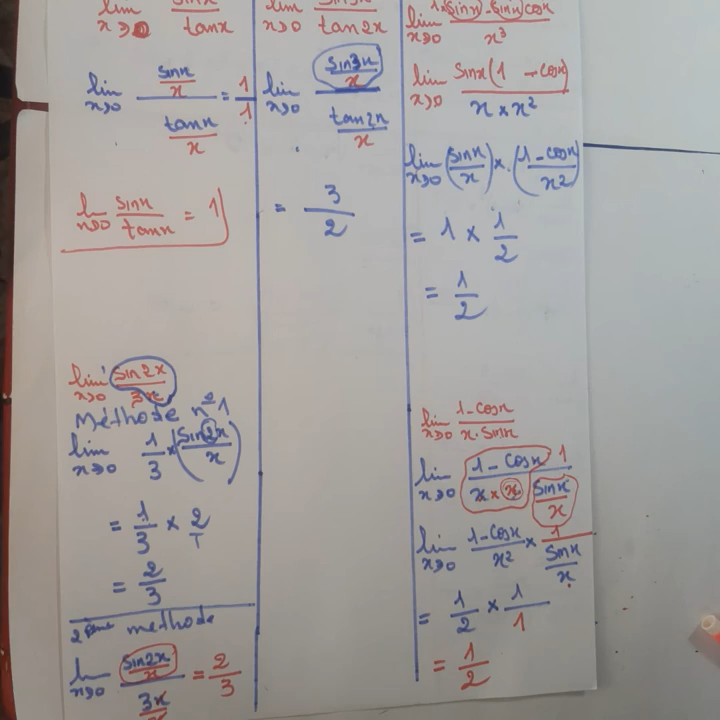 lim sinx/tanx
x→0
lim (sinx/x)/(tanx/x) = 1/1
x→0
lim sinx/tanx = 1
x→0
lim sin2x/3x
x→0
Méthode n°1
lim 1/3 × (sin2x/x)
x→0
= 1/3 × 2/1
= 2/3
2ème methode
lim (sin2x/x)/(3x/x) = 2/3
x→0
lim sin3x/tan2x
x→0
lim (sin3x/x)/(tan2x/x)
x→0
= 3/2
lim 1×sinx - sinx cosx/x³
x→0
lim sinx(1 - cosx)/x × x²
x→0
lim (sinx/x) × (1 - cosx/x²)
x→0
= 1 × 1/2
= 1/2
lim 1-cosx/x·sinx
x→0
lim 1 - cosx/x × x 1/(sinx/x)
x→0
lim 1-cosx/x² × 1/(sinx/x)
x→0
= 1/2 × 1/1
= 1/2